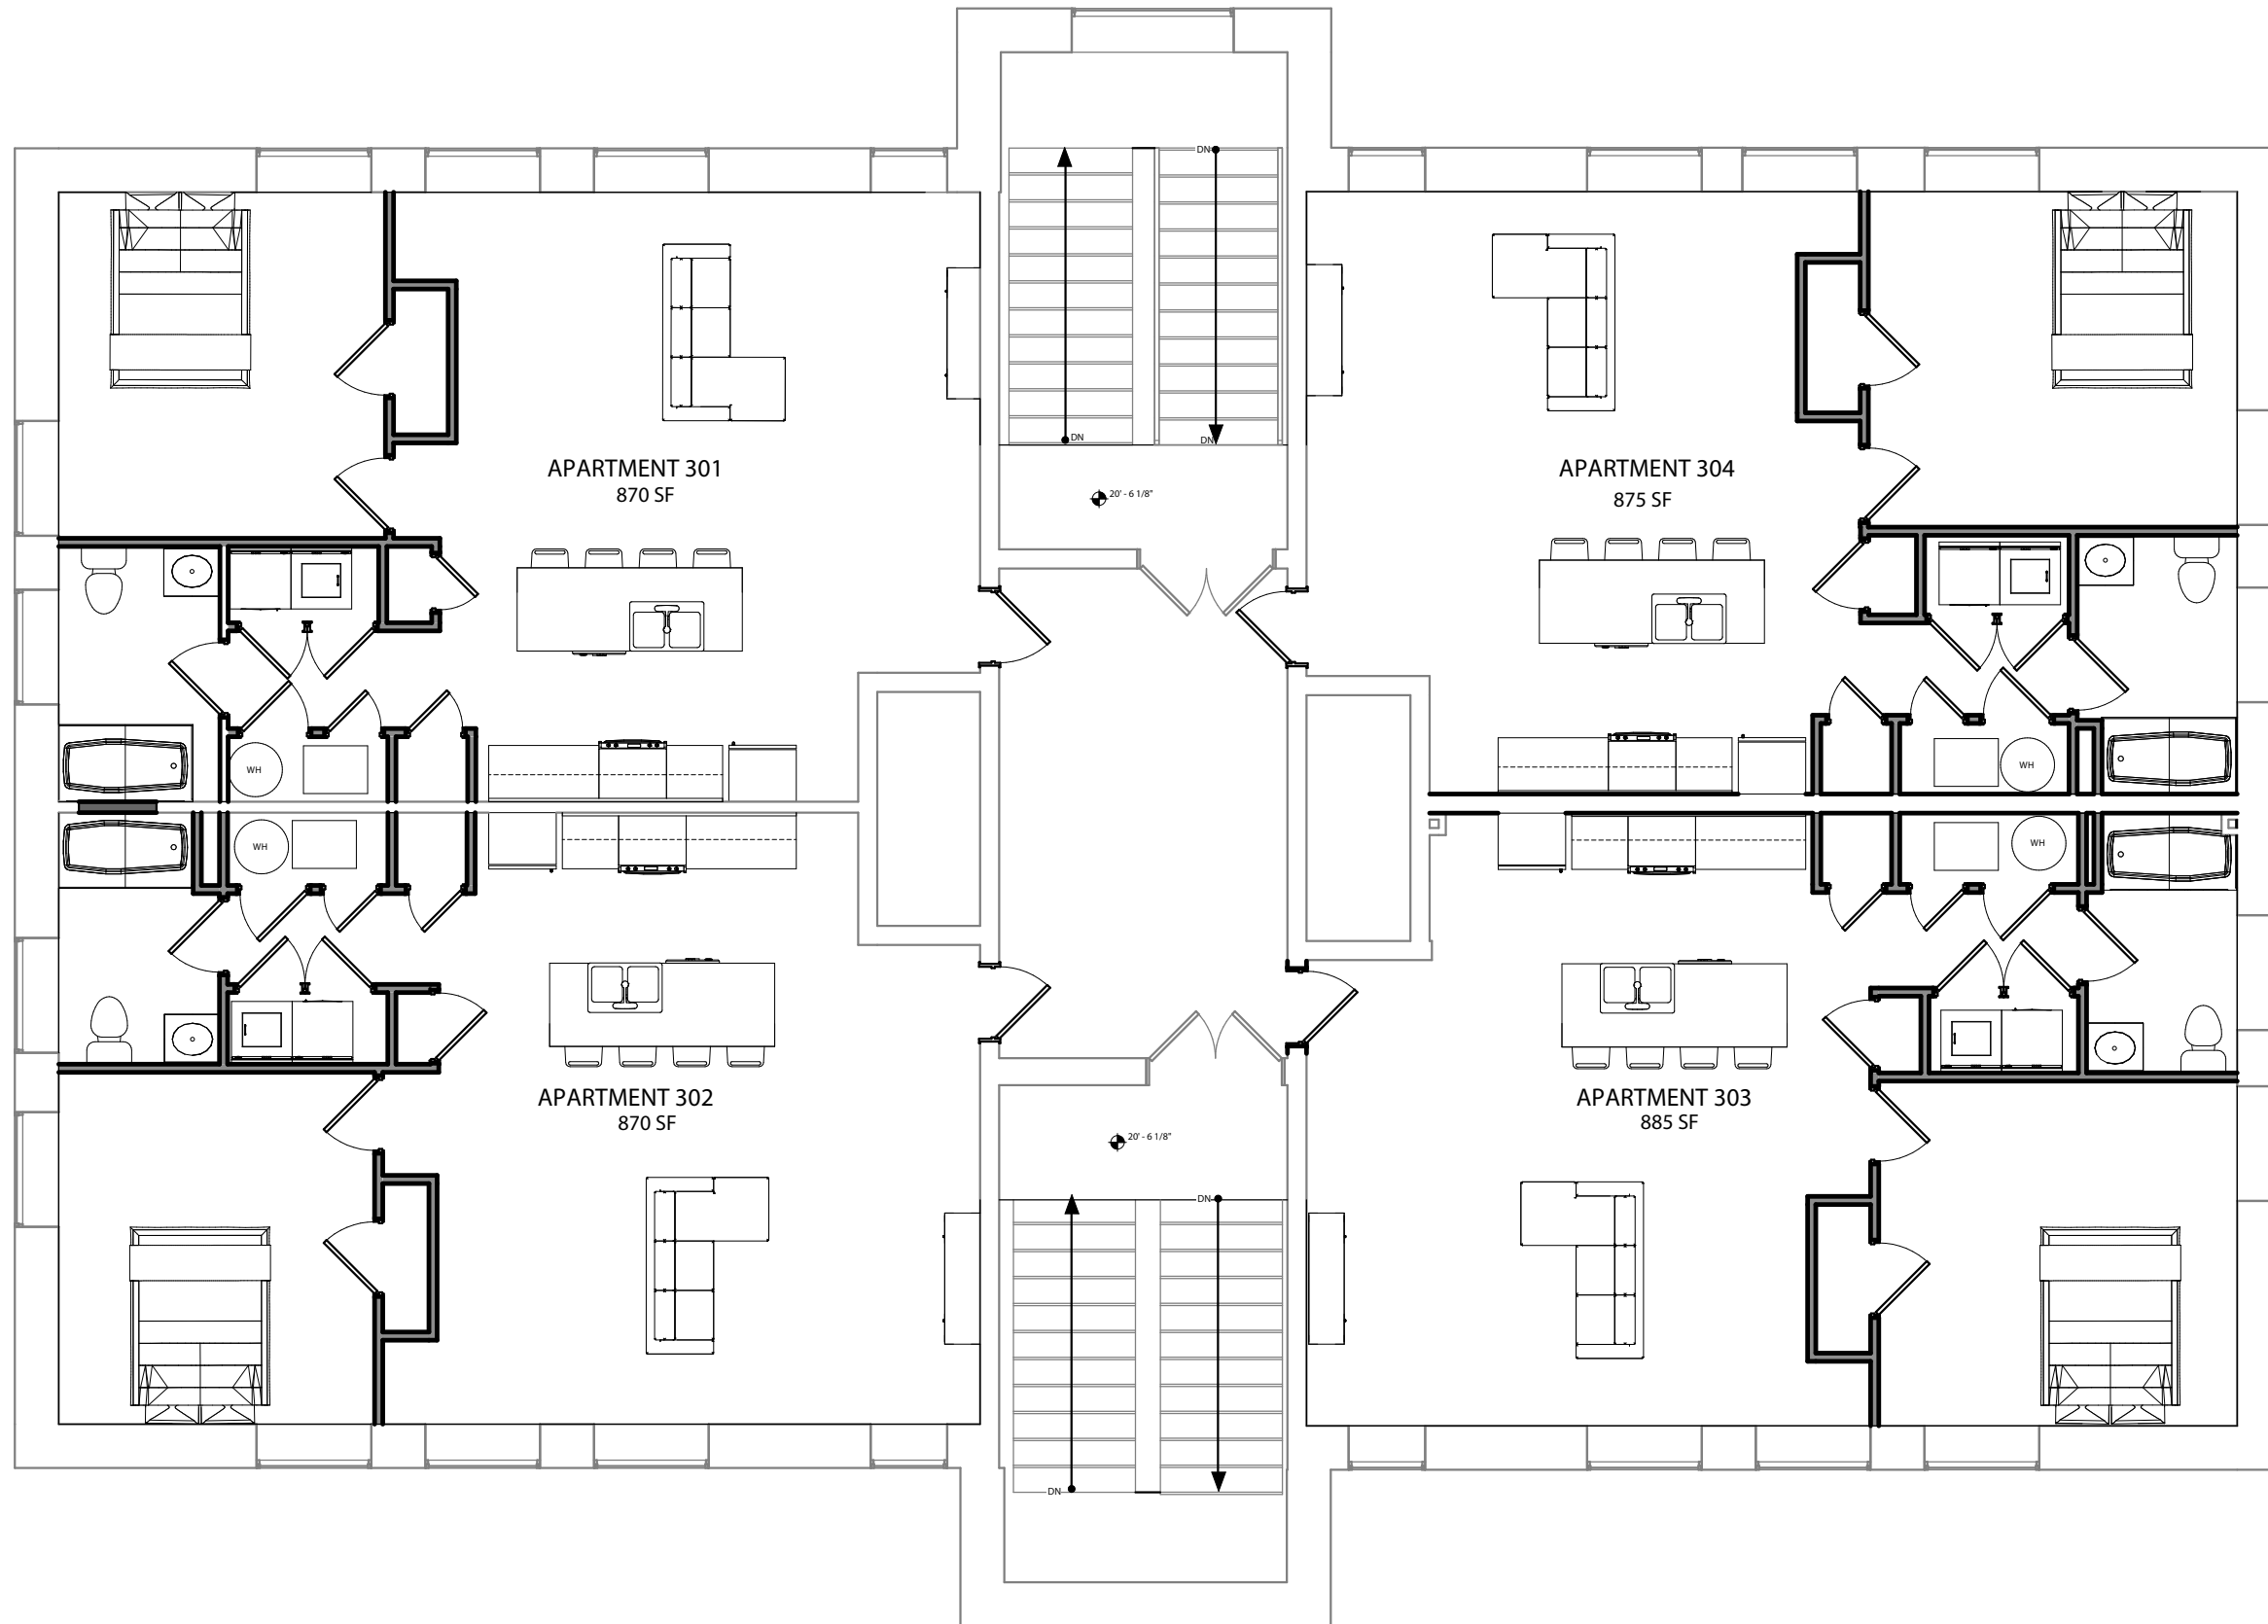 DN
DN
DN
APARTMENT 301
870 SF
APARTMENT 304
875 SF
20' - 6 1/8"
WH
WH
WH
WH
APARTMENT 302
870 SF
APARTMENT 303
885 SF
20' - 6 1/8"
DN
DN